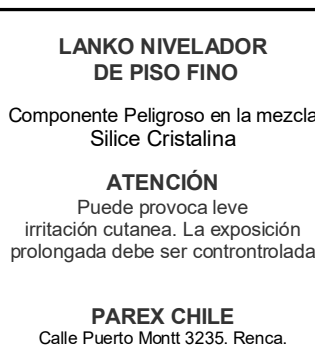 LANKO NIVELADOR
DE PISO FINO
Componente Peligroso en la mezcla
Silice Cristalina
ATENCIÓN
Puede provoca leve
irritación cutanea. La exposición
prolongada debe ser controntrolada
PAREX CHILE
Calle Puerto Montt 3235. Renca.